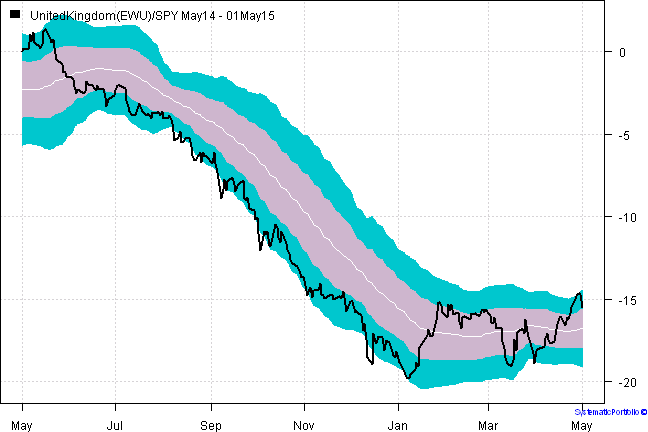 UnitedKingdom(EWU)/SPY May14 - 01May15
0
-5
-10
-15
-20
May Jul Sep Nov Jan Mar May
SystematicPortfolio ©